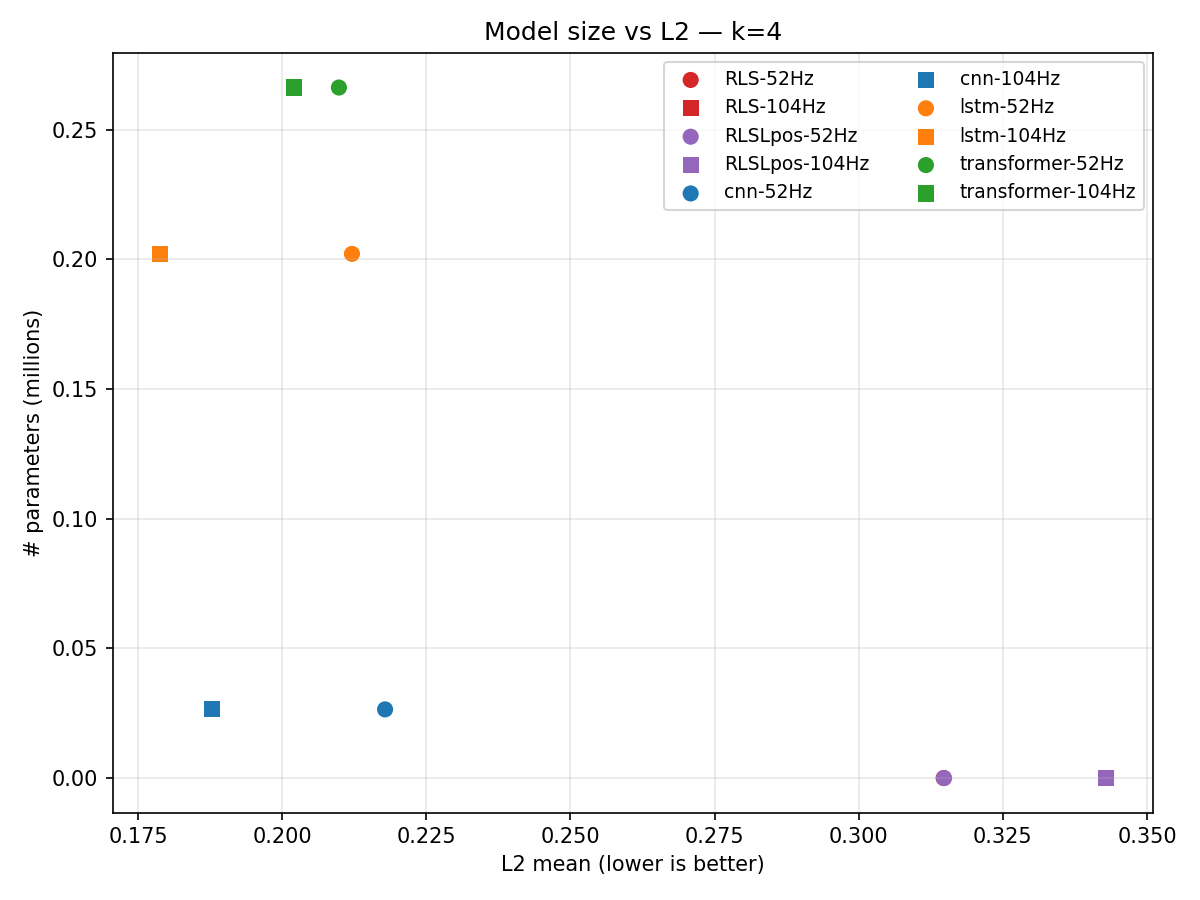 Model size vs L2 — k=4
RLS-52Hz
RLS-104Hz
RLSLpos-52Hz
RLSLpos-104Hz
cnn-52Hz
cnn-104Hz
lstm-52Hz
lstm-104Hz
transformer-52Hz
transformer-104Hz
# parameters (millions)
0.25
0.20
0.15
0.10
0.05
0.00
0.175
0.200
0.225
0.250
0.275
0.300
0.325
0.350
L2 mean (lower is better)